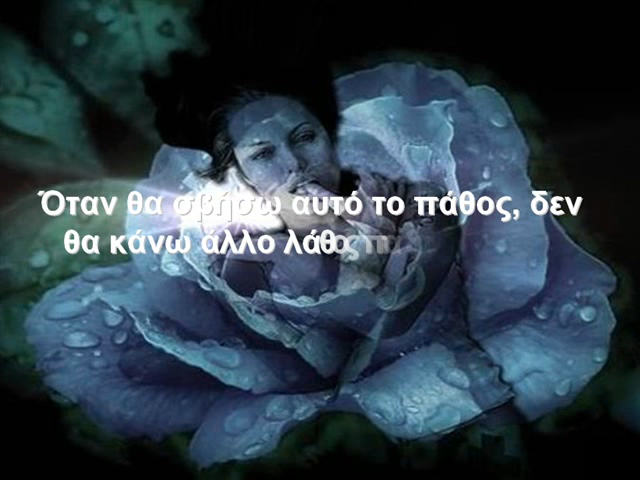 Όταν θα σβήσω αυτό το πάθος, δεν
θα κάνω άλλο λάθος